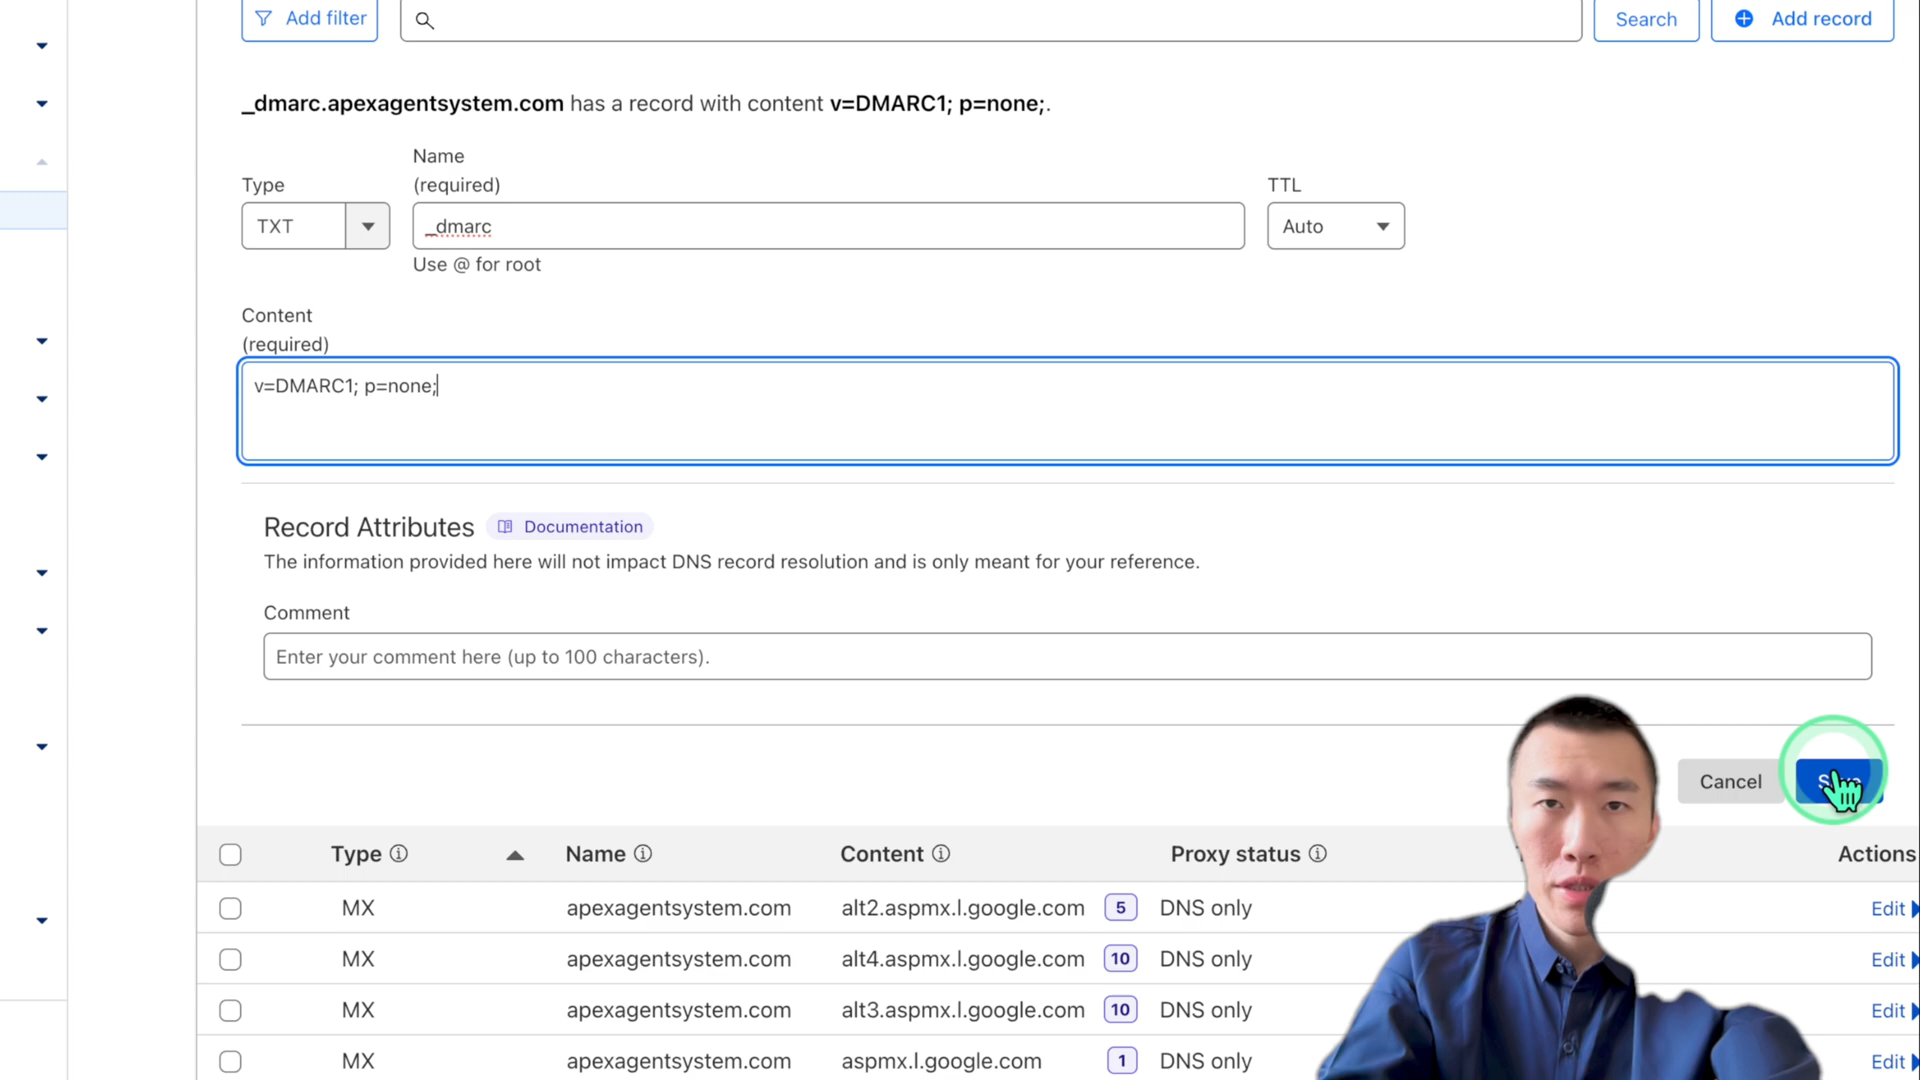 Add filter
Search
Add record
_dmarc.apexagentsystem.com has a record with content v=DMARC1; p=none;.
Name
Type
(required)
TTL
TXT
_dmarc
Auto
Use @ for root
Content
(required)
v=DMARC1; p=none;
Record Attributes
Documentation
The information provided here will not impact DNS record resolution and is only meant for your reference.
Comment
Enter your comment here (up to 100 characters).
Cancel
Type Name Content Proxy status Actions
MX apexagentsystem.com alt2.aspmx.l.google.com 5 DNS only Edit
MX apexagentsystem.com alt4.aspmx.l.google.com 10 DNS only Edit
MX apexagentsystem.com alt3.aspmx.l.google.com 10 DNS only Edit
MX apexagentsystem.com aspmx.l.google.com 1 DNS only Edit